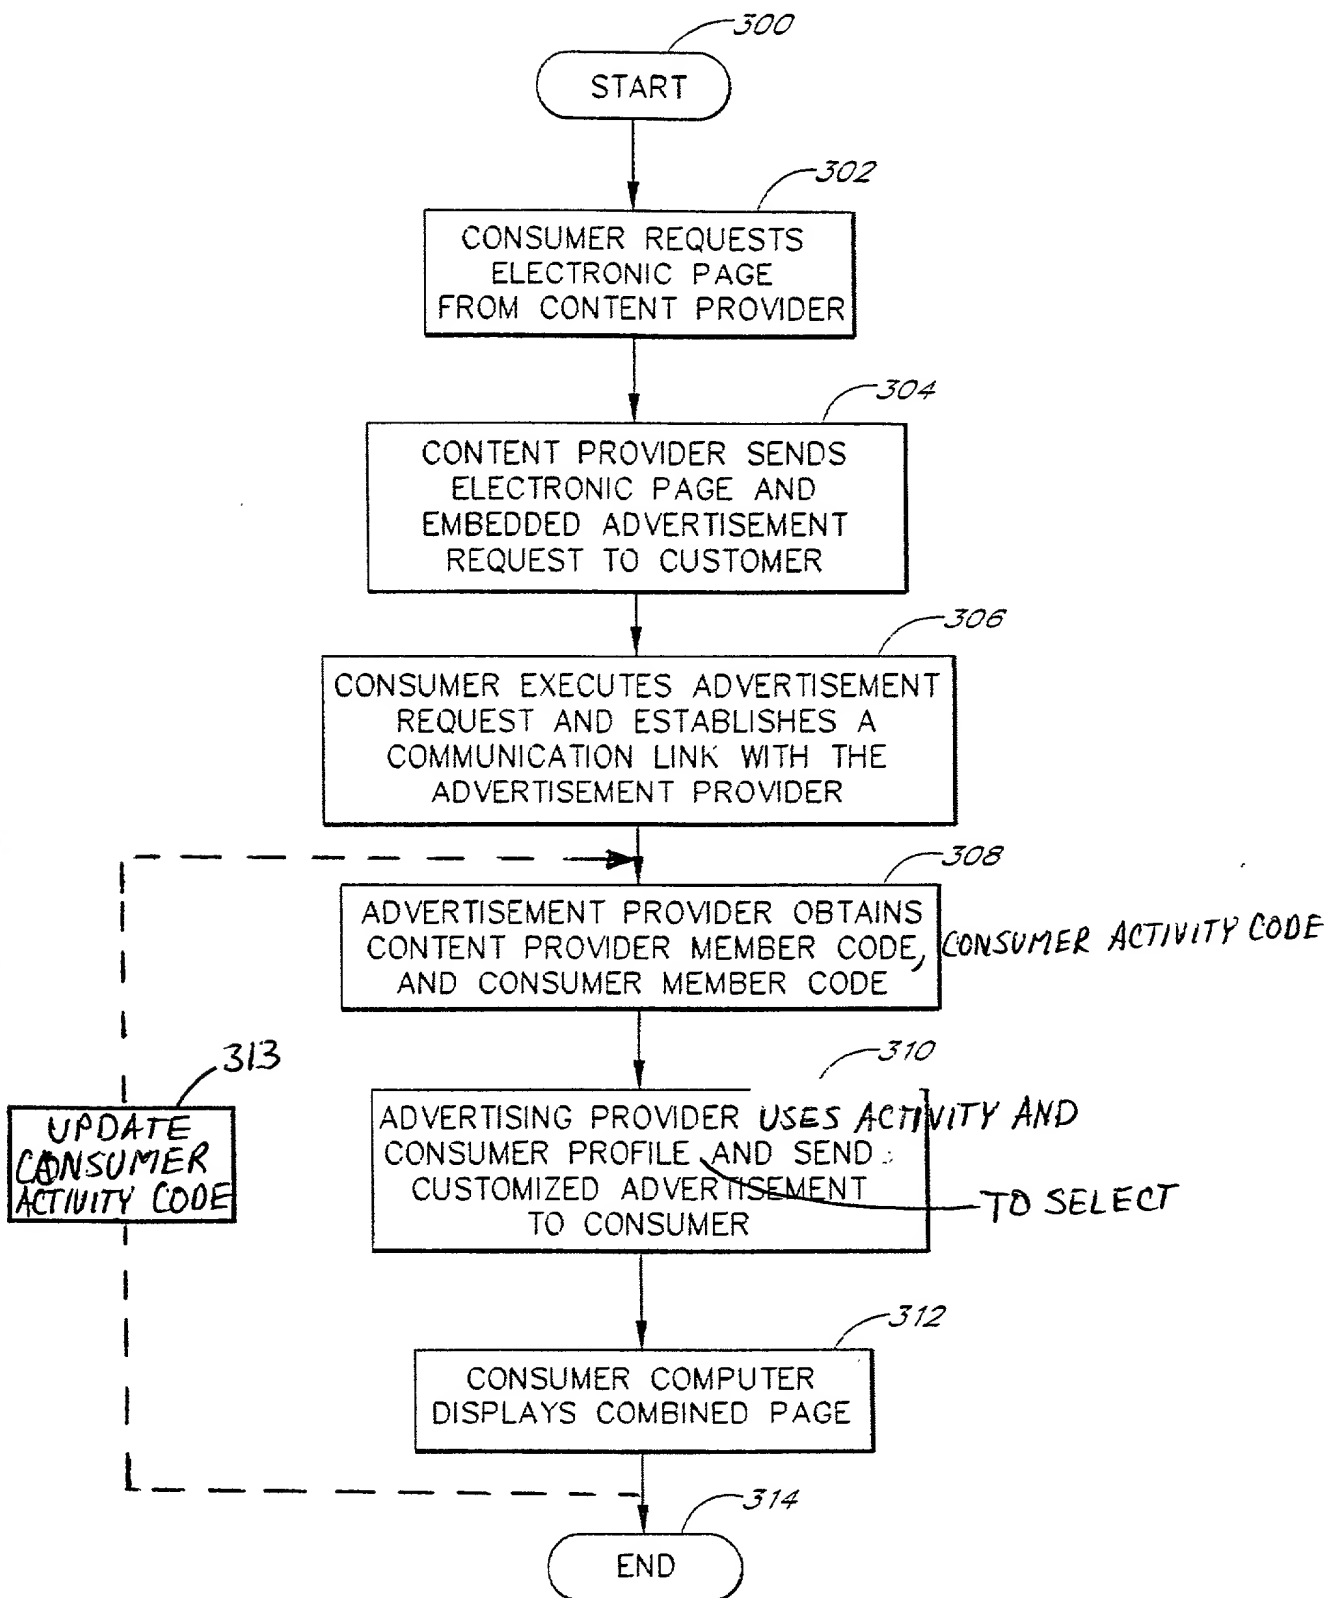 300
START
302
CONSUMER REQUESTS
ELECTRONIC PAGE
FROM CONTENT PROVIDER
304
CONTENT PROVIDER SENDS
ELECTRONIC PAGE AND
EMBEDDED ADVERTISEMENT
REQUEST TO CUSTOMER
306
CONSUMER EXECUTES ADVERTISEMENT
REQUEST AND ESTABLISHES A
COMMUNICATION LINK WITH THE
ADVERTISEMENT PROVIDER
308
ADVERTISEMENT PROVIDER OBTAINS
CONTENT PROVIDER MEMBER CODE, CONSUMER ACTIVITY CODE
AND CONSUMER MEMBER CODE
310
ADVERTISING PROVIDER USES ACTIVITY AND
CONSUMER PROFILE AND SEND
CUSTOMIZED ADVERTISEMENT
TO SELECT
TO CONSUMER
313
UPDATE
CONSUMER
ACTIVITY CODE
312
CONSUMER COMPUTER
DISPLAYS COMBINED PAGE
314
END